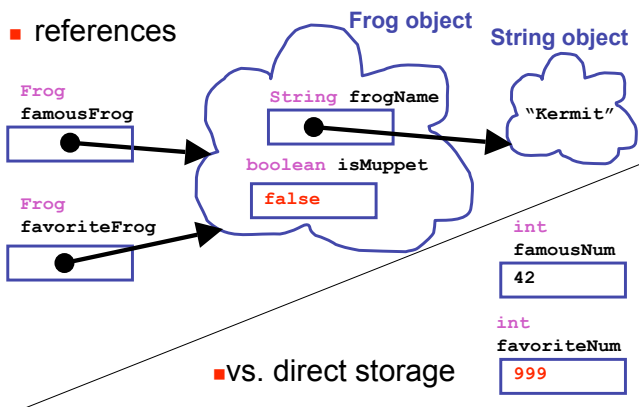 references
Frog object
String object
Frog
famousFrog
String frogName
“Kermit”
boolean isMuppet
false
Frog
favoriteFrog
int
famousNum
42
int
favoriteNum
999
vs. direct storage